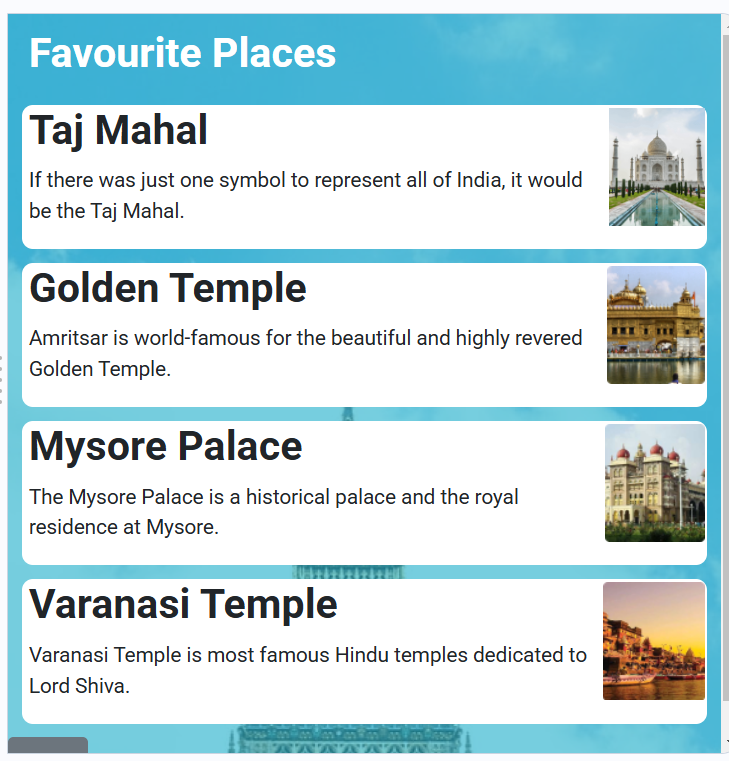 Favourite Places
Taj Mahal
If there was just one symbol to represent all of India, it would
be the Taj Mahal.
Golden Temple
Amritsar is world-famous for the beautiful and highly revered
Golden Temple.
Mysore Palace
The Mysore Palace is a historical palace and the royal
residence at Mysore.
Varanasi Temple
Varanasi Temple is most famous Hindu temples dedicated to
Lord Shiva.